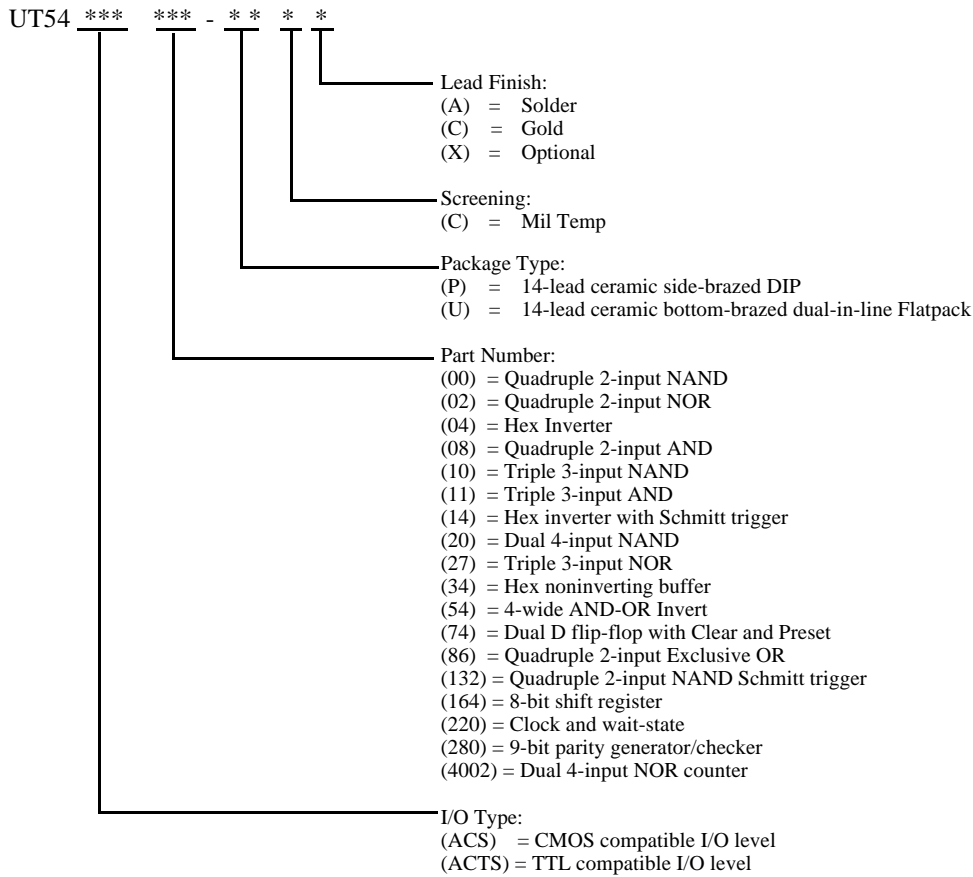 UT54 *** *** - * * * *
Lead Finish:
(A) = Solder
(C) = Gold
(X) = Optional
Screening:
(C) = Mil Temp
Package Type:
(P) = 14-lead ceramic side-brazed DIP
(U) = 14-lead ceramic bottom-brazed dual-in-line Flatpack
Part Number:
(00) = Quadruple 2-input NAND
(02) = Quadruple 2-input NOR
(04) = Hex Inverter
(08) = Quadruple 2-input AND
(10) = Triple 3-input NAND
(11) = Triple 3-input AND
(14) = Hex inverter with Schmitt trigger
(20) = Dual 4-input NAND
(27) = Triple 3-input NOR
(34) = Hex noninverting buffer
(54) = 4-wide AND-OR Invert
(74) = Dual D flip-flop with Clear and Preset
(86) = Quadruple 2-input Exclusive OR
(132) = Quadruple 2-input NAND Schmitt trigger
(164) = 8-bit shift register
(220) = Clock and wait-state
(280) = 9-bit parity generator/checker
(4002) = Dual 4-input NOR counter
I/O Type:
(ACS) = CMOS compatible I/O level
(ACTS) = TTL compatible I/O level